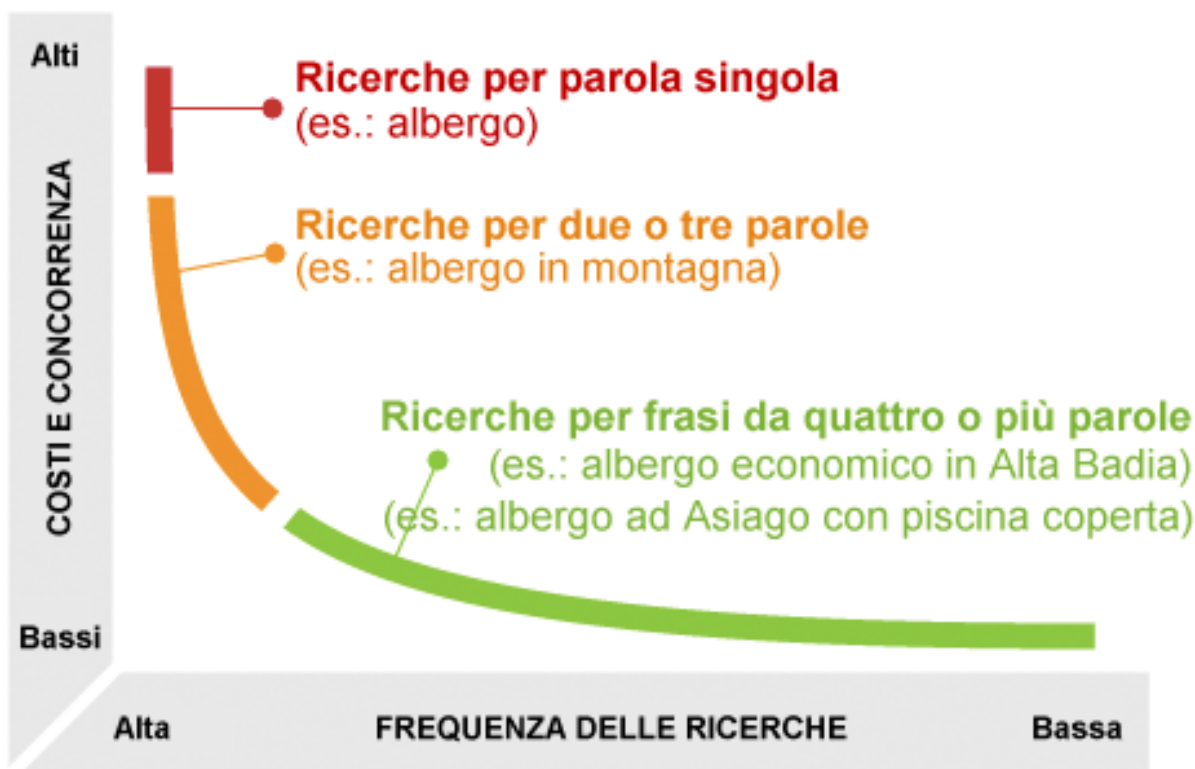 Alti
Ricerche per parola singola
(es.: albergo)
COSTI E CONCORRENZA
Ricerche per due o tre parole
(es.: albergo in montagna)
Ricerche per frasi da quattro o più parole
(es.: albergo economico in Alta Badia)
(es.: albergo ad Asiago con piscina coperta)
Bassi
Alta
FREQUENZA DELLE RICERCHE
Bassa